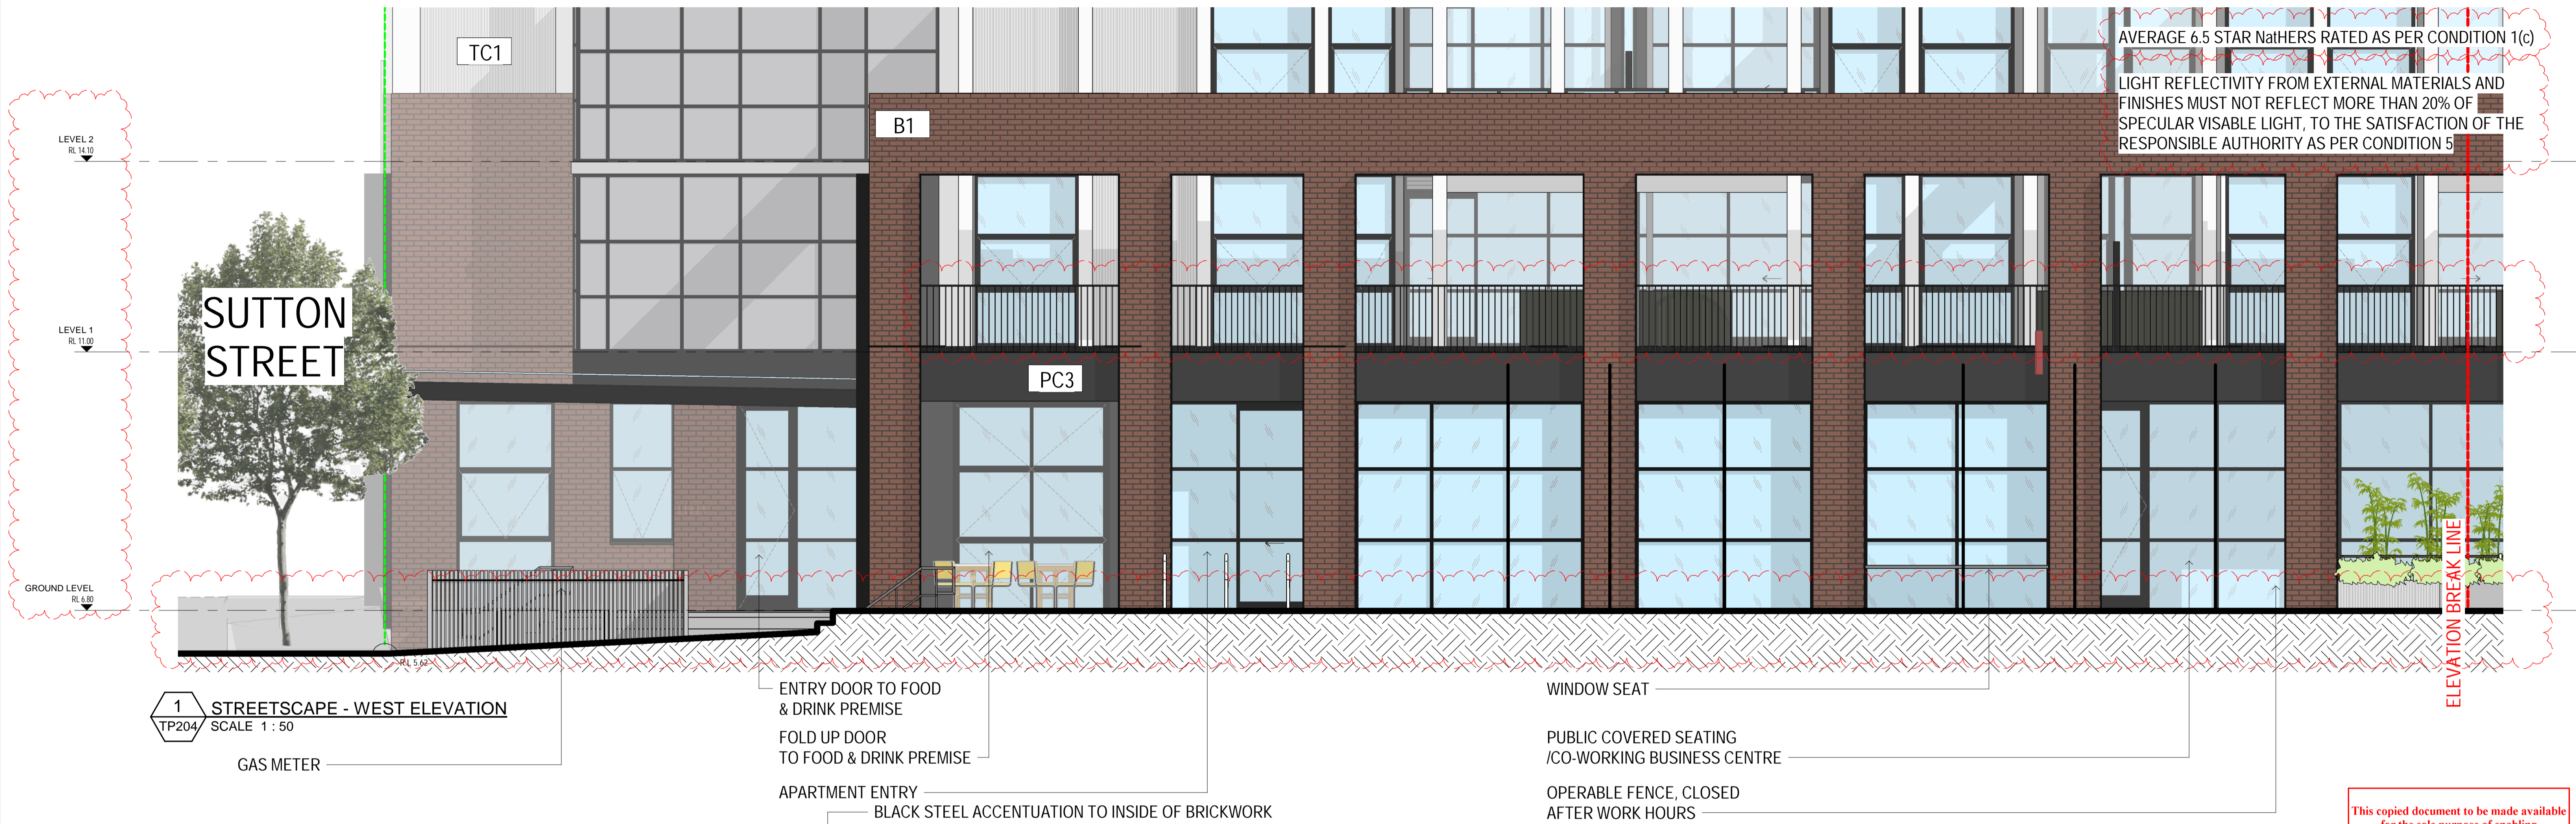 TC1
AVERAGE 6.5 STAR NatHERS RATED AS PER CONDITION 1(c)
LIGHT REFLECTIVITY FROM EXTERNAL MATERIALS AND
FINISHES MUST NOT REFLECT MORE THAN 20% OF
SPECULAR VISABLE LIGHT, TO THE SATISFACTION OF THE
RESPONSIBLE AUTHORITY AS PER CONDITION 5
B1
LEVEL 2
RL 14.10
SUTTON
STREET
LEVEL 1
RL 11.00
PC3
GROUND LEVEL
RL 6.80
RL 5.62
ELEVATION BREAK LINE
1
TP204
STREETSCAPE - WEST ELEVATION
SCALE 1 : 50
GAS METER
ENTRY DOOR TO FOOD
& DRINK PREMISE
FOLD UP DOOR
TO FOOD & DRINK PREMISE
APARTMENT ENTRY
BLACK STEEL ACCENTUATION TO INSIDE OF BRICKWORK
WINDOW SEAT
PUBLIC COVERED SEATING
/CO-WORKING BUSINESS CENTRE
OPERABLE FENCE, CLOSED
AFTER WORK HOURS
This copied document to be made available
for the sole purpose of enabling